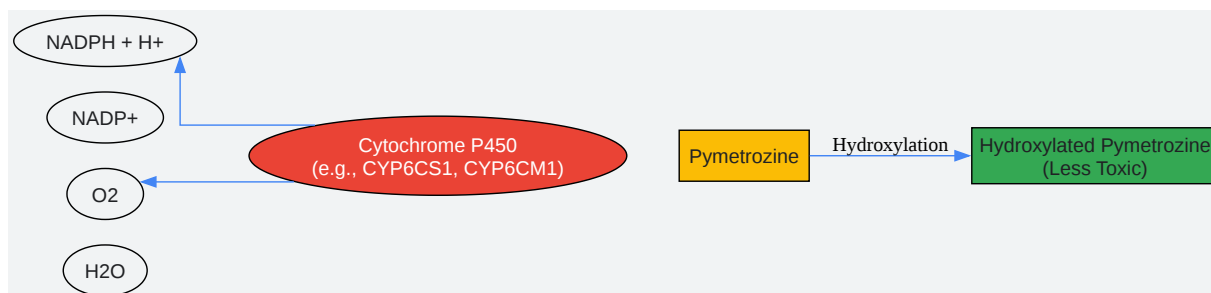 NADPH + H+
NADP+
O2
H2O
Cytochrome P450
(e.g., CYP6CS1, CYP6CM1)
Pymetrozine
Hydroxylation
Hydroxylated Pymetrozine
(Less Toxic)